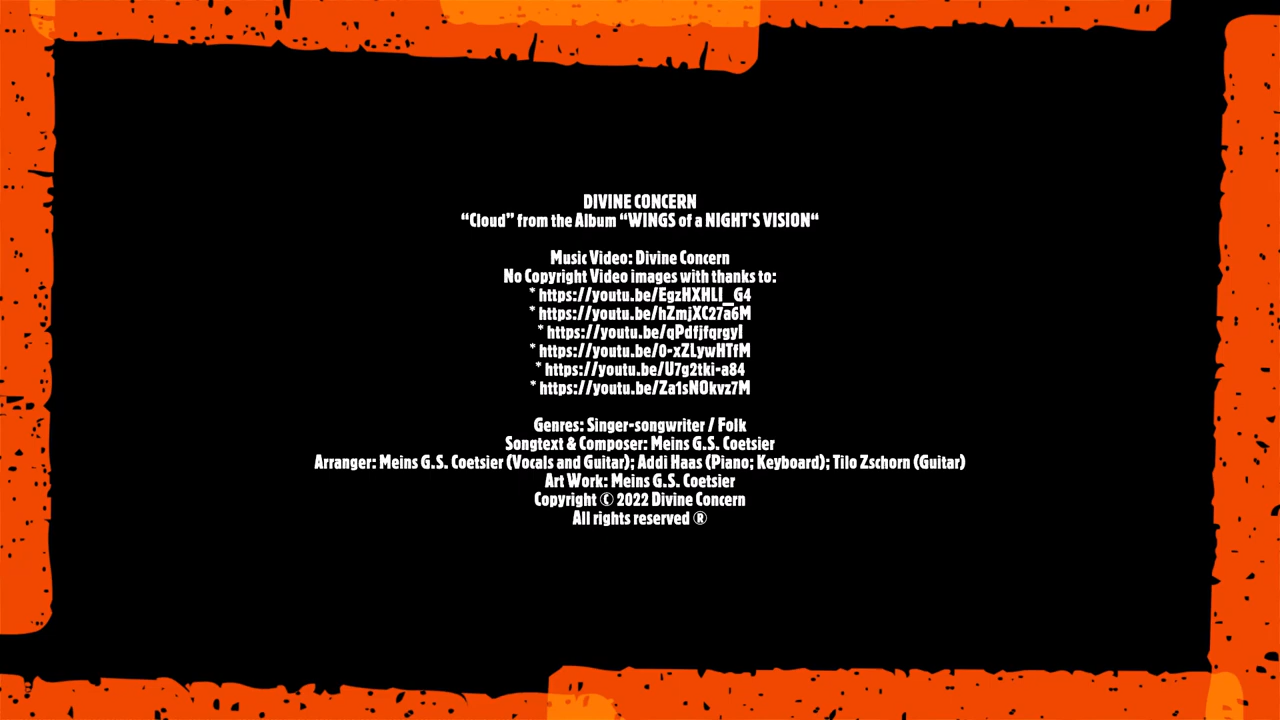 DIVINE CONCERN
“Cloud” from the Album “WINGS of a NIGHT'S VISION“
Music Video: Divine Concern
No Copyright Video images with thanks to:
* https://youtu.be/EgzHXHLI_G4
* https://youtu.be/hZmjXC27a6M
* https://youtu.be/qPdfjfqrgyI
* https://youtu.be/0-xZLywHTfM
* https://youtu.be/U7g2tki-a84
* https://youtu.be/Za1sNOkvz7M
Genres: Singer-songwriter / Folk
Songtext & Composer: Meins G.S. Coetsier
Arranger: Meins G.S. Coetsier (Vocals and Guitar); Addi Haas (Piano; Keyboard); Tilo Zschorn (Guitar)
Art Work: Meins G.S. Coetsier
Copyright © 2022 Divine Concern
All rights reserved ®